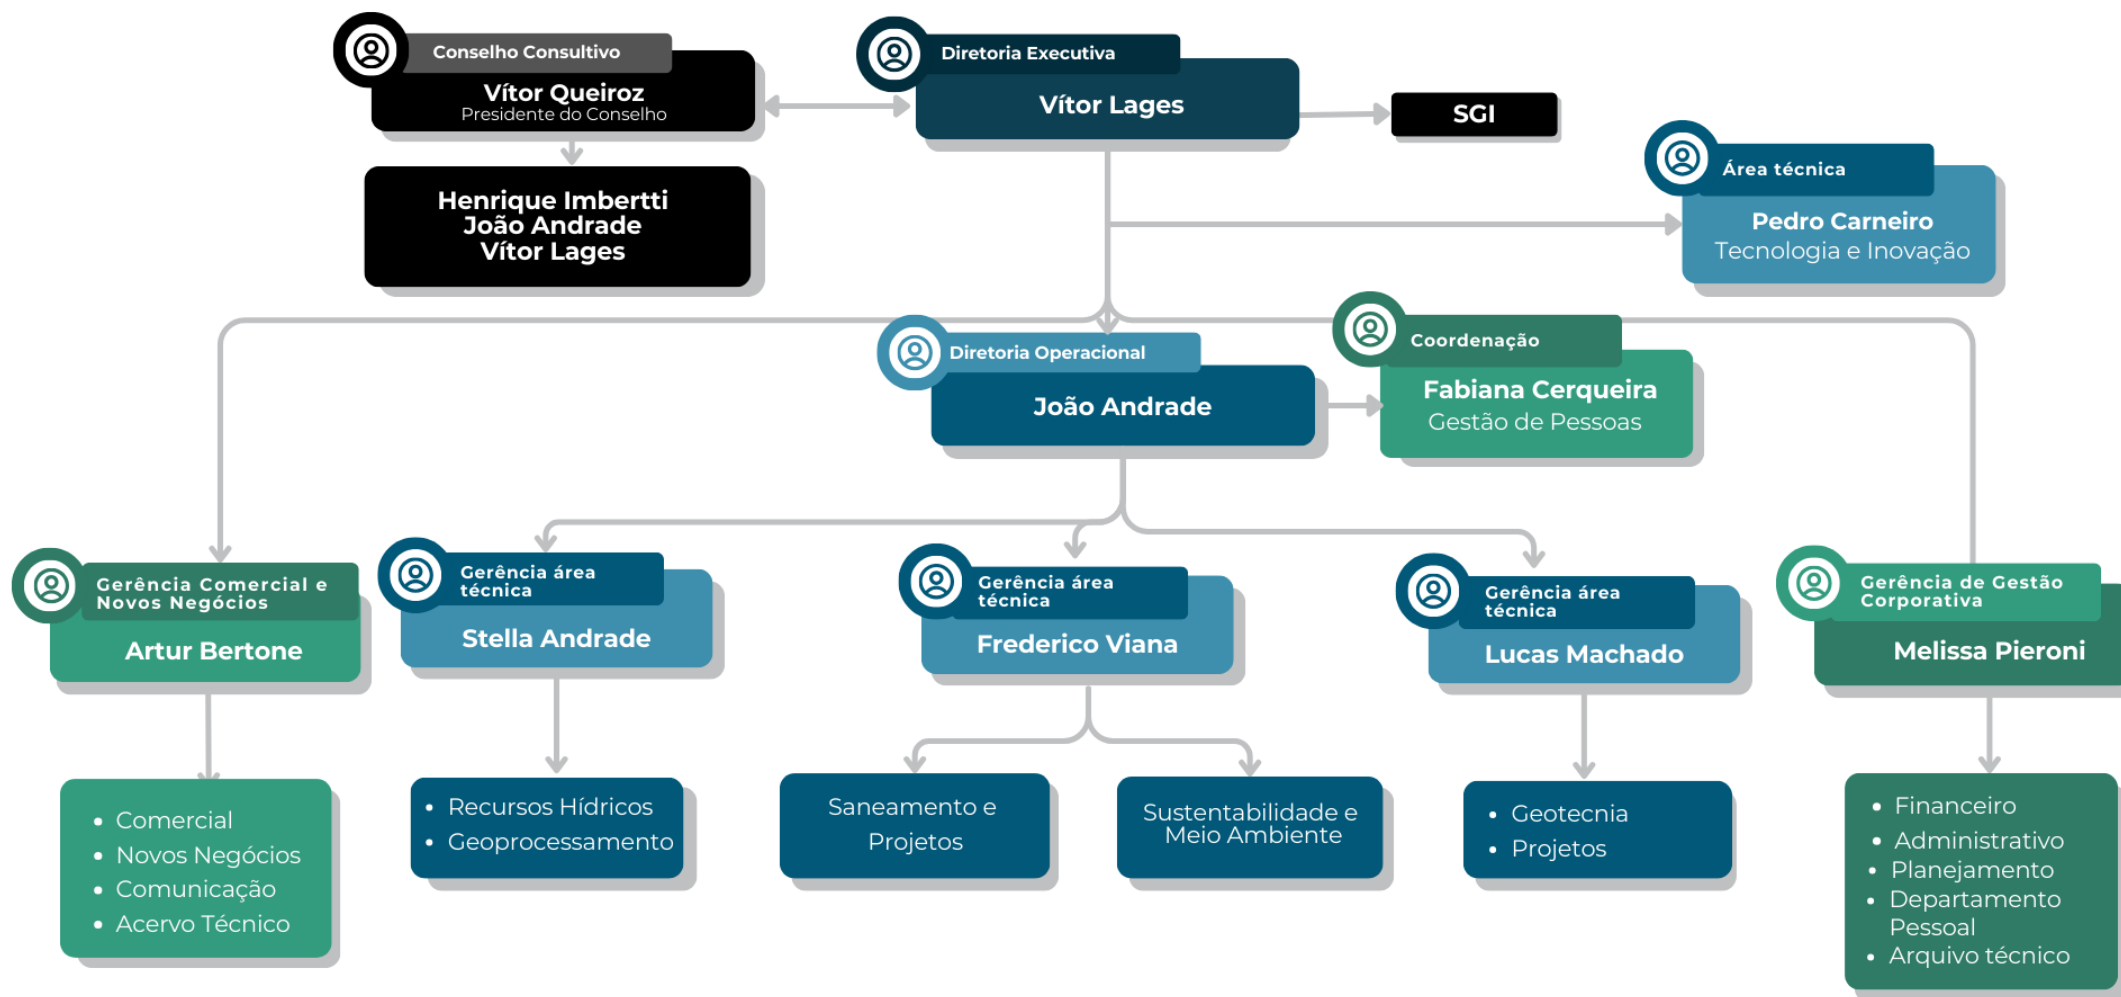 Conselho Consultivo
Vítor Queiroz
Presidente do Conselho
Diretoria Executiva
Vítor Lages
SGI
Henrique Imbertti
João Andrade
Vítor Lages
Área técnica
Pedro Carneiro
Tecnologia e Inovação
Diretoria Operacional
João Andrade
Coordenação
Fabiana Cerqueira
Gestão de Pessoas
Gerência Comercial e
Novos Negócios
Artur Bertone
Gerência área
técnica
Stella Andrade
Gerência área
técnica
Frederico Viana
Gerência área
técnica
Lucas Machado
Gerência de Gestão
Corporativa
Melissa Pieroni
• Comercial
• Novos Negócios
• Comunicação
• Acervo Técnico
• Recursos Hídricos
• Geoprocessamento
Saneamento e
Projetos
Sustentabilidade e
Meio Ambiente
• Geotecnia
• Projetos
• Financeiro
• Administrativo
• Planejamento
• Departamento
Pessoal
• Arquivo técnico